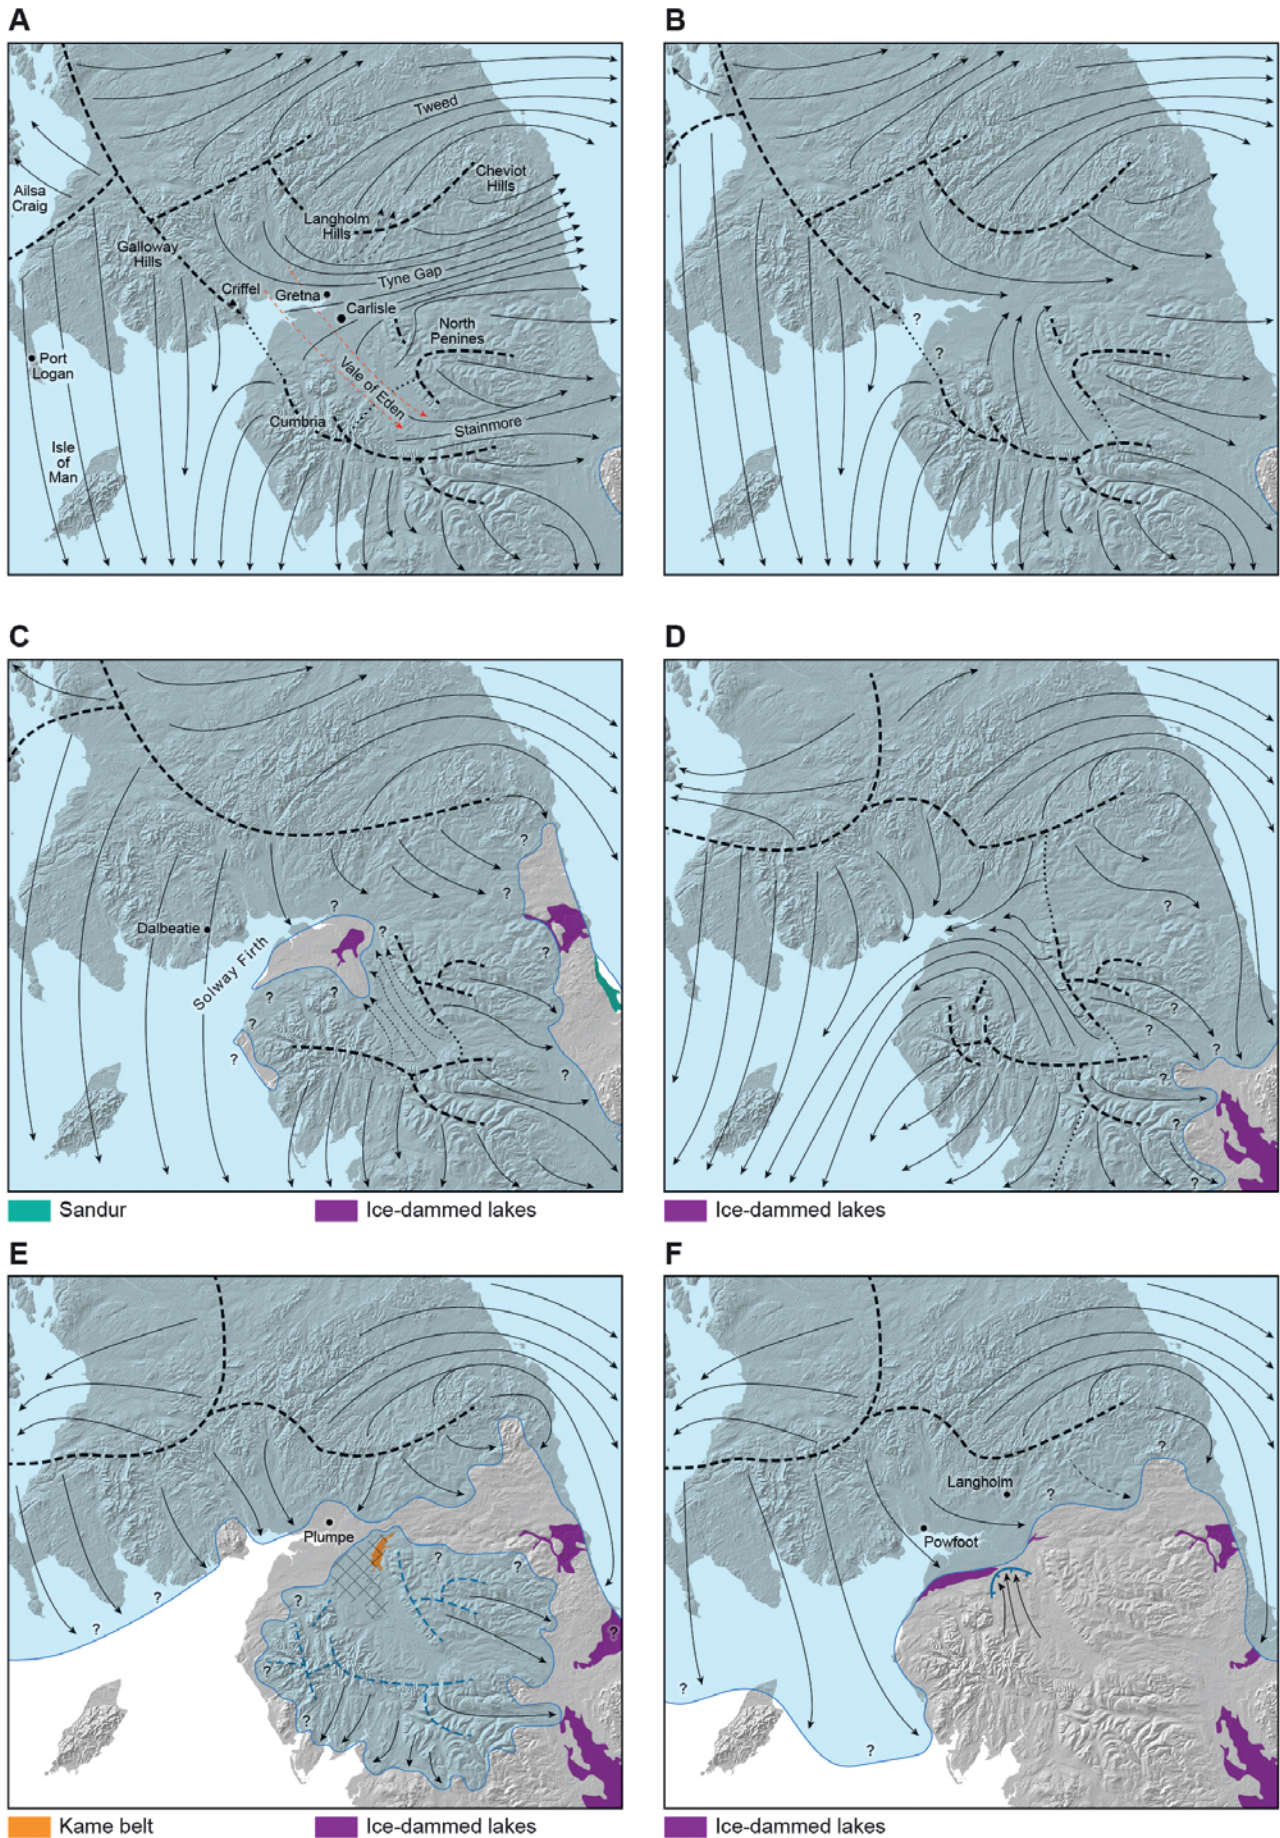 A
B
Tweed
Cheviot
Hills
Ailsa
Craig
Langholm
Hills
Galloway
Hills
Tyne Gap
Criffel
Gretna
Carlisle
North
Penines
Port
Logan
Vale of Eden
Cumbria
Stainmore
Isle
of
Man
?
?
C
D
?
?
?
?
Dalbeatie
?
Solway Firth
?
?
?
?
?
?
?
?
?
?
?
?
?
Sandur
Ice-dammed lakes
Ice-dammed lakes
E
F
Plumpe
?
?
?
?
?
?
?
?
?
Langholm
?
Powfoot
?
?
Kame belt
Ice-dammed lakes
Ice-dammed lakes